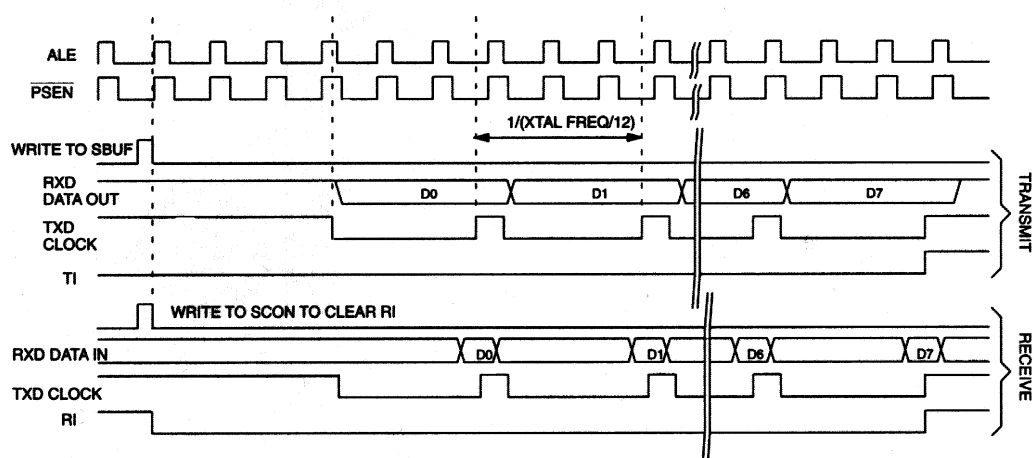 ALE
PSEN
1/(XTAL FREQ/12)
WRITE TO SBUF
RXD
DATA OUT
D0
D1
D6
D7
TXD
CLOCK
TI
TRANSMIT
WRITE TO SCON TO CLEAR RI
RXD DATA IN
D0
D1
D6
D7
TXD CLOCK
RI
RECEIVE